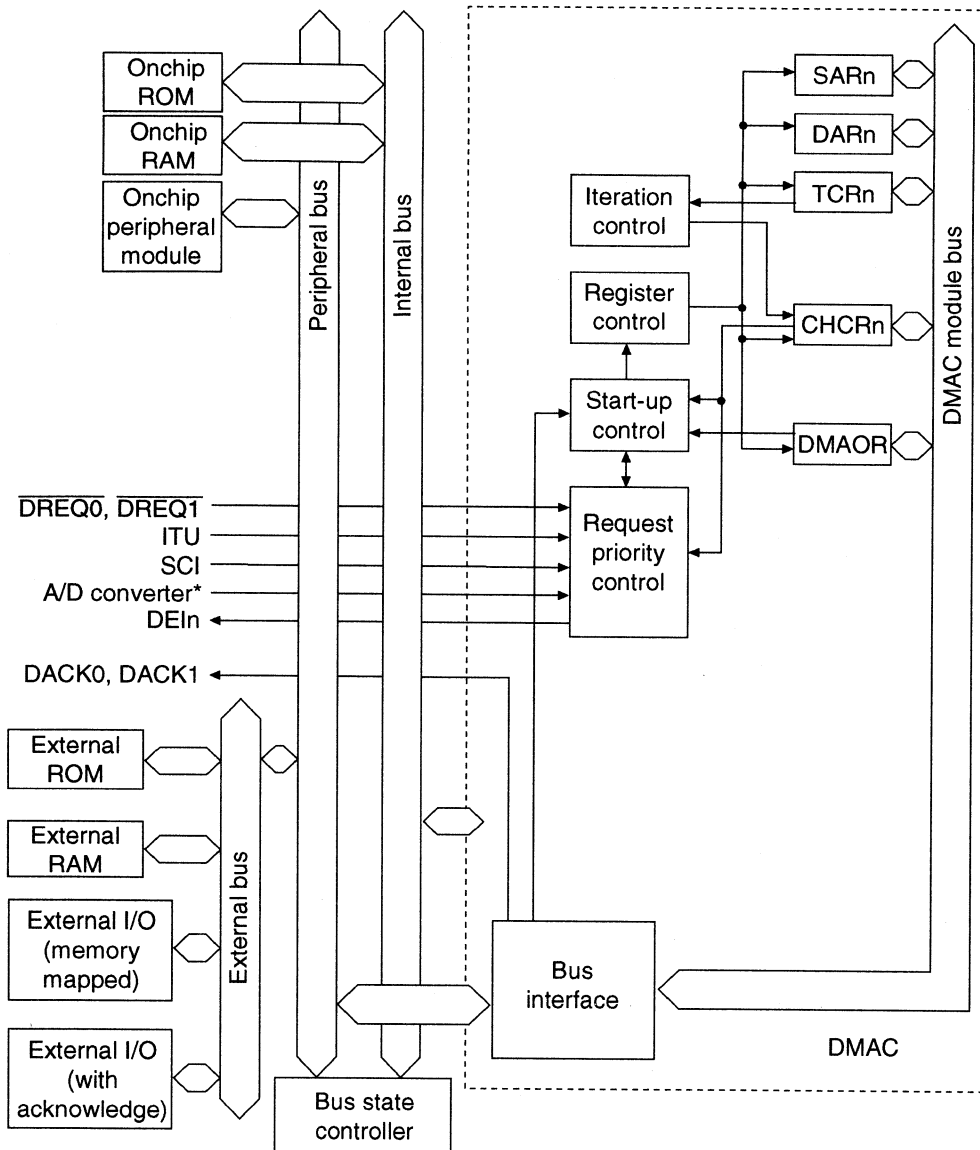 Onchip
ROM
Onchip
RAM
Onchip
peripheral
module
Peripheral bus
Internal bus
SARn
DARn
TCRn
Iteration
control
Register
control
CHCRn
Start-up
control
DMAOR
DMAC module bus
DREQ0, DREQ1
ITU
SCI
A/D converter*
DEIn
Request
priority
control
DACK0, DACK1
External
ROM
External
RAM
External I/O
(memory
mapped)
External I/O
(with
acknowledge)
External bus
Bus
interface
DMAC
Bus state
controller